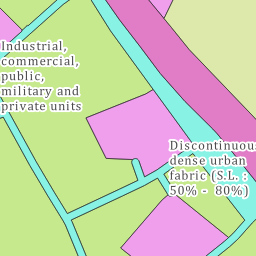 Industrial,
commercial,
public,
military and
private units
Discontinuous
dense urban
fabric (S.L. :
50% - 80%)